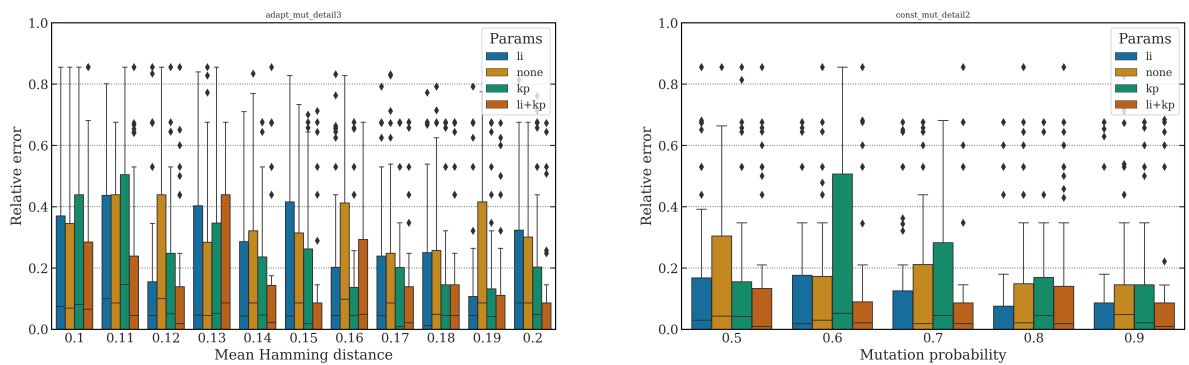 adapt_mut_detail3
1.0
0.8
0.6
0.4
0.2
0.0
Relative error
0.1 0.11 0.12 0.13 0.14 0.15 0.16 0.17 0.18 0.19 0.2
Mean Hamming distance
Params
li
none
kp
li+kp
const_mut_detail2
1.0
0.8
0.6
0.4
0.2
0.0
Relative error
0.5 0.6 0.7 0.8 0.9
Mutation probability
Params
li
none
kp
li+kp